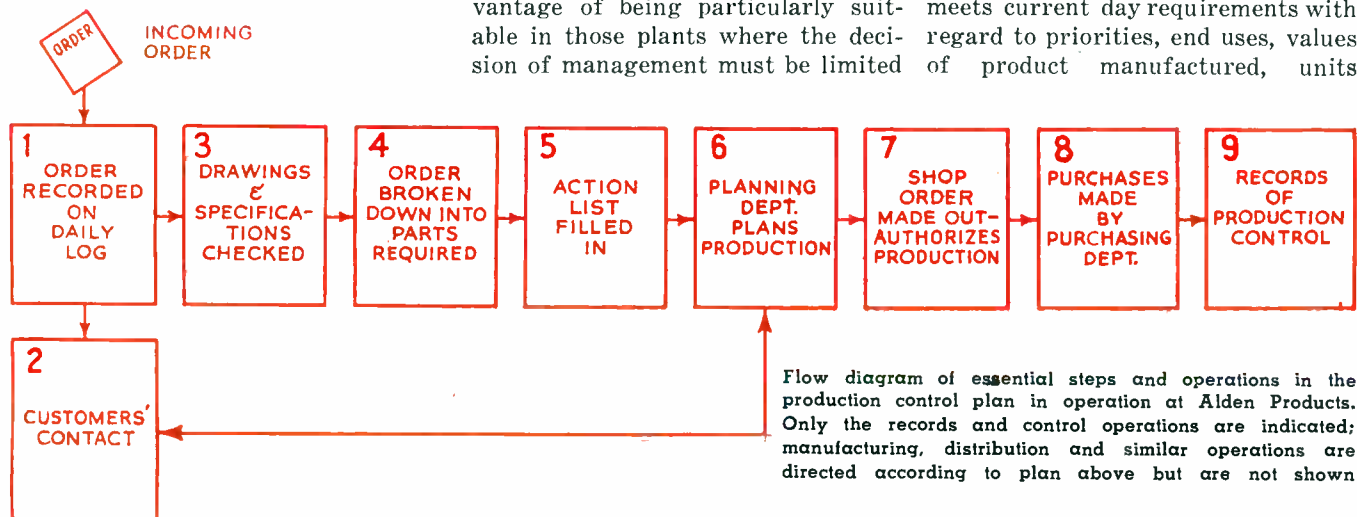 vantage of being particularly suit-
able in those plants where the deci-
sion of management must be limited
meets current day requirements with
regard to priorities, end uses, values
of product manufactured, units
ORDER
INCOMING
ORDER
1
ORDER
RECORDED
ON
DAILY
LOG
2
CUSTOMERS'
CONTACT
3
DRAWINGS
&
SPECIFICA-
TIONS
CHECKED
4
ORDER
BROKEN
DOWN INTO
PARTS
REQUIRED
5
ACTION
LIST
FILLED
IN
6
PLANNING
DEPT.
PLANS
PRODUCTION
7
SHOP
ORDER
MADE OUT-
AUTHORIZES
PRODUCTION
8
PURCHASES
MADE
BY
PURCHASING
DEPT.
9
RECORDS
OF
PRODUCTION
CONTROL
Flow diagram of essential steps and operations in the
production control plan in operation at Alden Products.
Only the records and control operations are indicated;
manufacturing, distribution and similar operations are
directed according to plan above but are not shown